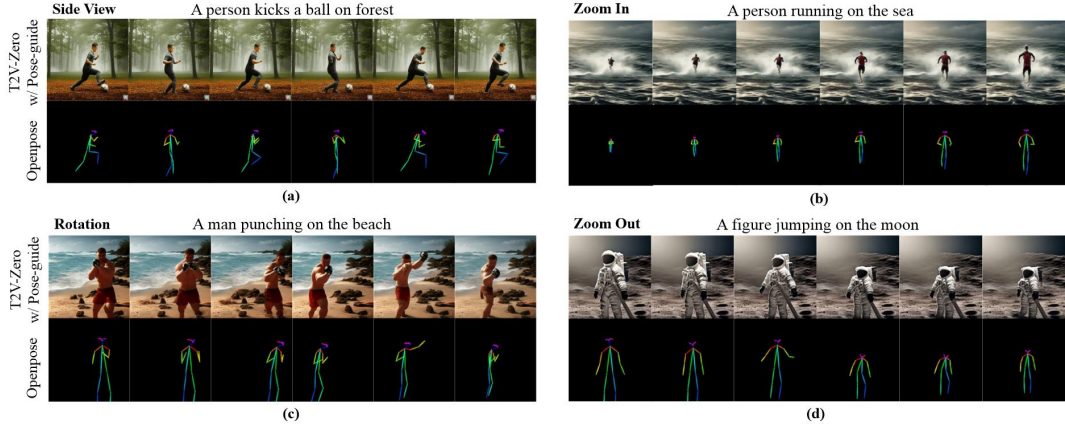 Side View A person kicks a ball on forest
T2V-Zero
w/ Pose-guide
Openpose
(a)
Zoom In A person running on the sea
(b)
Rotation A man punching on the beach
T2V-Zero
w/ Pose-guide
Openpose
(c)
Zoom Out A figure jumping on the moon
(d)